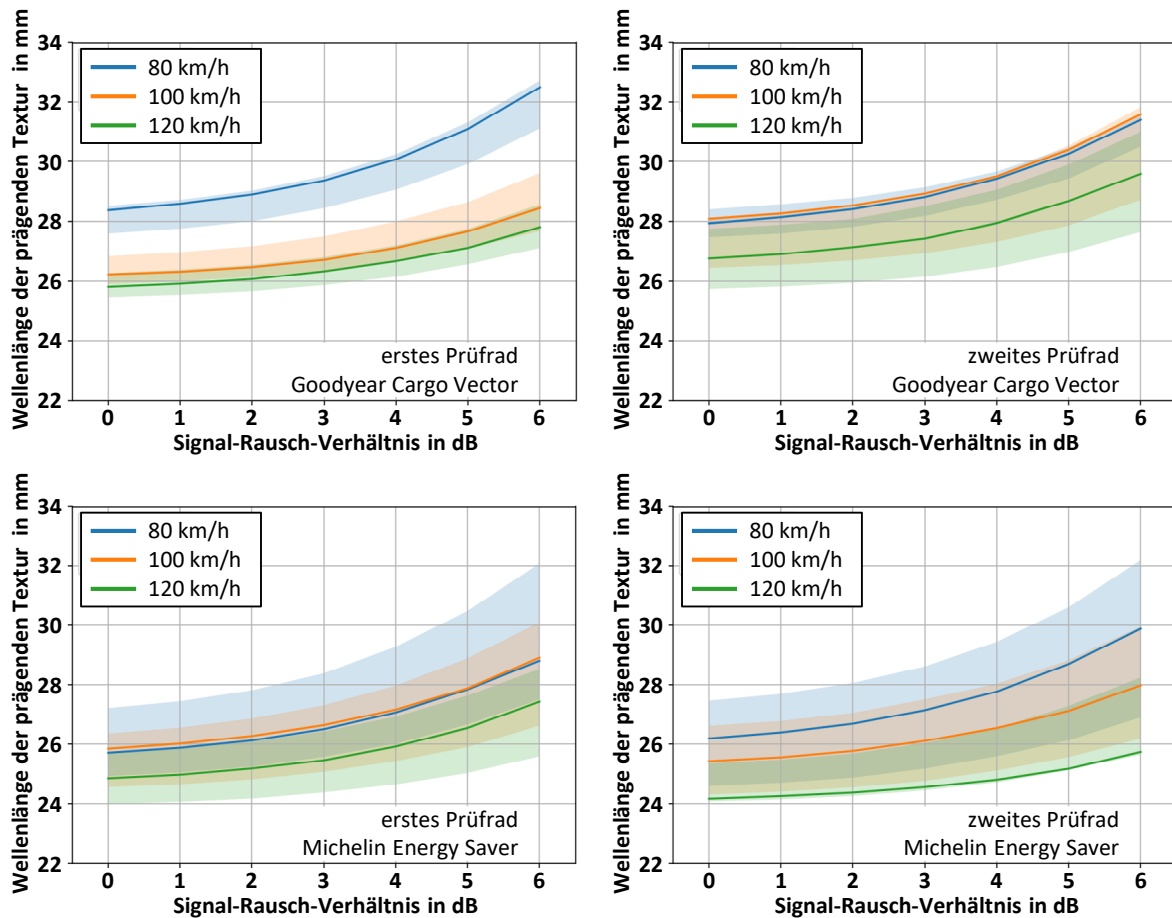 Wellenlänge der prägenden Textur in mm
34
32
30
28
26
24
22
80 km/h
100 km/h
120 km/h
erstes Prüfrad
Goodyear Cargo Vector
0 1 2 3 4 5 6
Signal-Rausch-Verhältnis in dB
Wellenlänge der prägenden Textur in mm
34
32
30
28
26
24
22
80 km/h
100 km/h
120 km/h
zweites Prüfrad
Goodyear Cargo Vector
0 1 2 3 4 5 6
Signal-Rausch-Verhältnis in dB
Wellenlänge der prägenden Textur in mm
34
32
30
28
26
24
22
80 km/h
100 km/h
120 km/h
erstes Prüfrad
Michelin Energy Saver
0 1 2 3 4 5 6
Signal-Rausch-Verhältnis in dB
Wellenlänge der prägenden Textur in mm
34
32
30
28
26
24
22
80 km/h
100 km/h
120 km/h
zweites Prüfrad
Michelin Energy Saver
0 1 2 3 4 5 6
Signal-Rausch-Verhältnis in dB